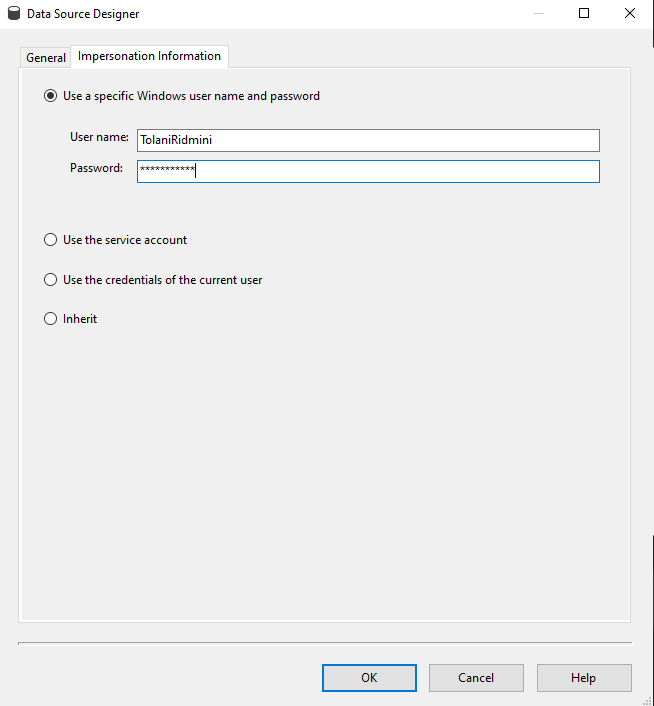 Data Source Designer
General
Impersonation Information
Use a specific Windows user name and password
User name: TolaniRidmini
Password: ***********
Use the service account
Use the credentials of the current user
Inherit
OK Cancel Help